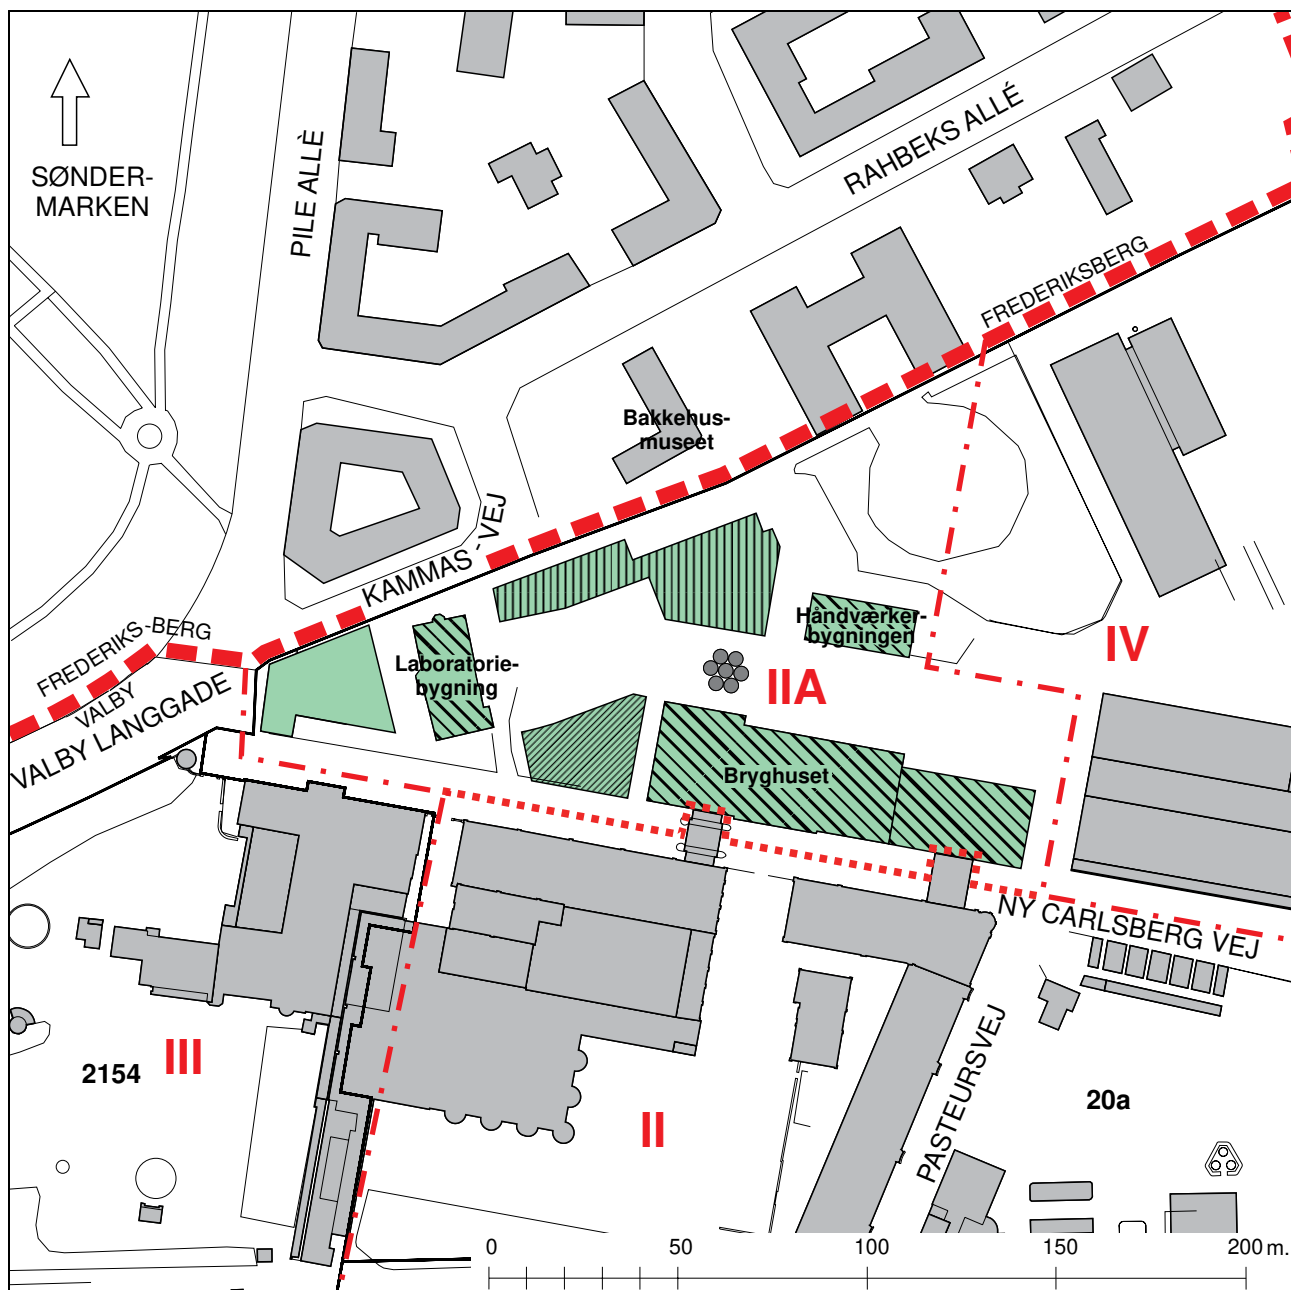 SØNDER-
MARKEN
PILE ALLÈ
RAHBEKS ALLÉ
FREDERIKSBERG
Bakkehus-
museet
KAMMAS-VEJ
FREDERIKS-BERG
VALBY
VALBY LANGGADE
Laboratorie-
bygning
Håndværker-
bygningen
IV
IIA
Bryghuset
NY CARLSBERG VEJ
PASTEURSVEJ
2154
III
II
20a
0 50 100 150 200 m.